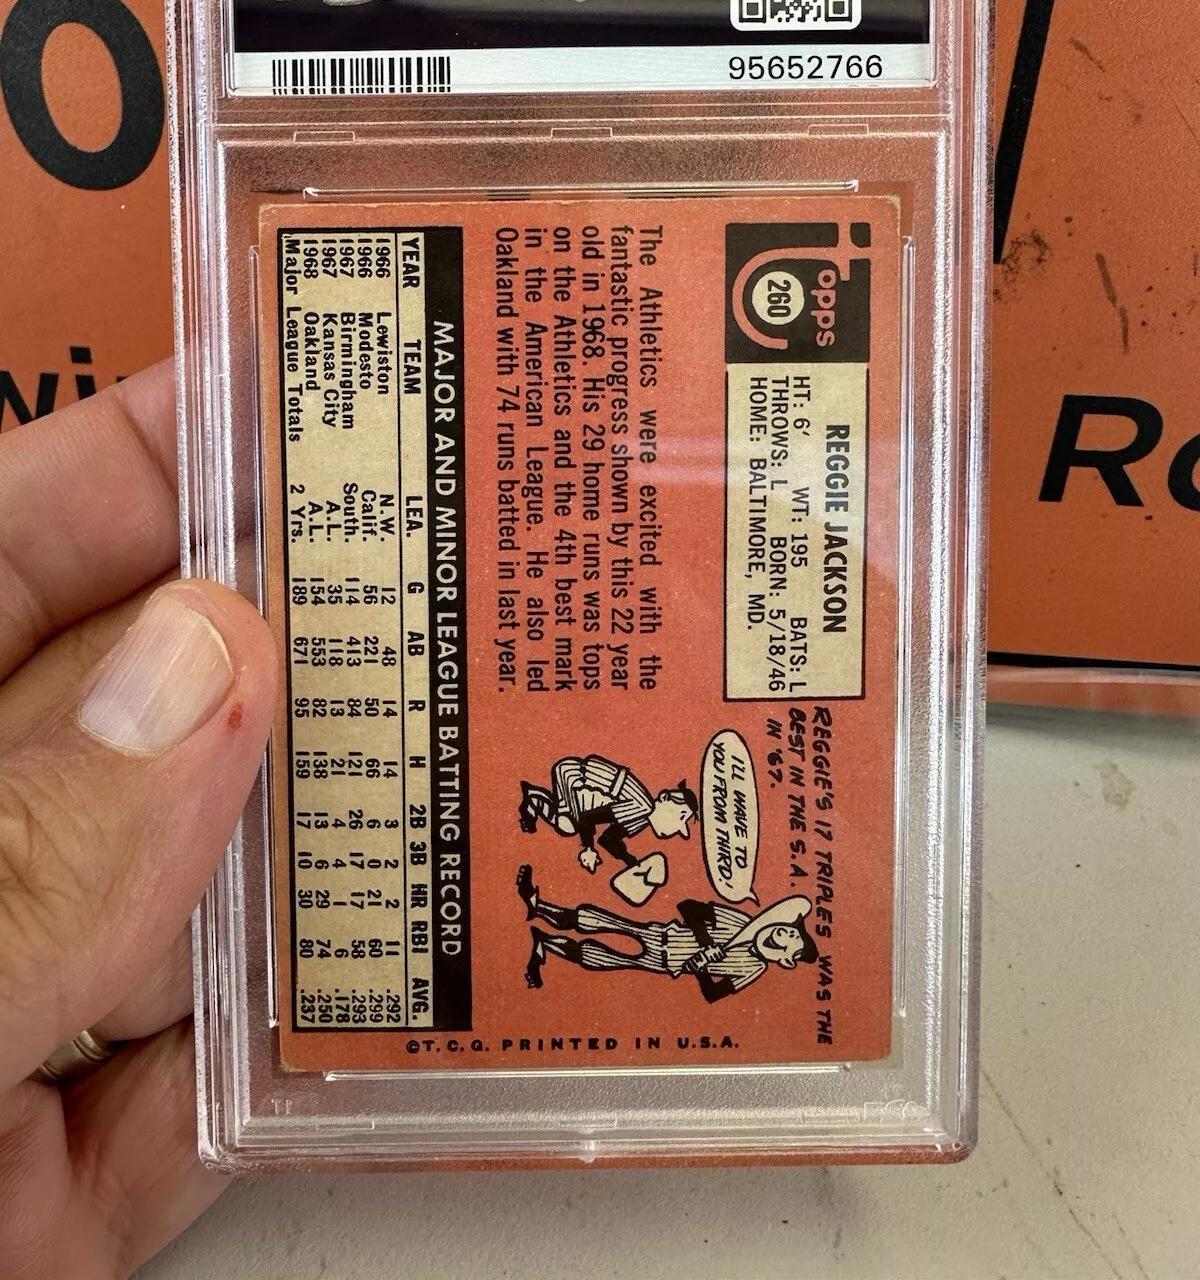 95652766
Topps
260
REGGIE JACKSON
HT: 6' WT: 195 BATS: L
THROWS: L BORN: 5/18/46
HOME: BALTIMORE, MD.
REGGIE'S 17 TRIPLES WAS THE
BEST IN THE S.A.
IN '67.
I'LL WAVE TO
YOU FROM THIRD!
The Athletics were excited with the
fantastic progress shown by this 22 year
old in 1968. His 29 home runs was tops
on the Athletics and the 4th best mark
in the American League. He also led
Oakland with 74 runs batted in last year.
MAJOR AND MINOR LEAGUE BATTING RECORD
YEAR TEAM LEA. G AB R H 2B 3B HR RBI AVG.
1966 Lewiston N.W. 12 48 14 14 3 2 2 11 .292
1966 Modesto Calif. 56 221 50 66 6 0 21 60 .299
1967 Birmingham South. 114 413 84 121 26 17 17 58 .293
1967 Kansas City A.L. 35 118 13 21 4 4 1 6 .178
1968 Oakland A.L. 154 553 82 138 13 6 29 74 .250
Major League Totals 2 Yrs. 189 671 95 159 17 10 30 80 .237
©T.C.G. PRINTED IN U.S.A.